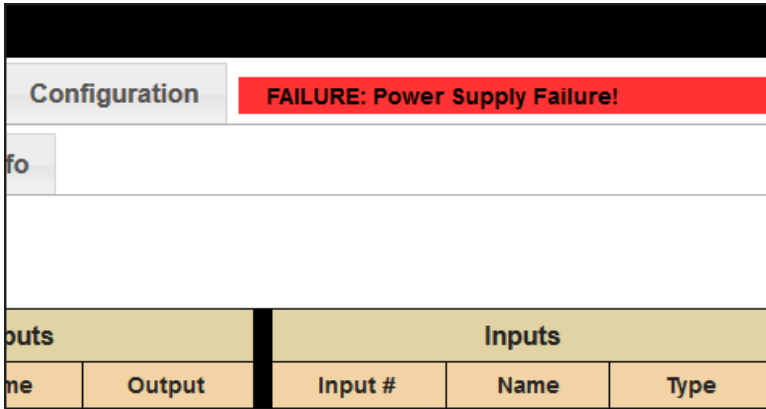 Configuration FAILURE: Power Supply Failure!
fo
puts Inputs
me Output Input # Name Type